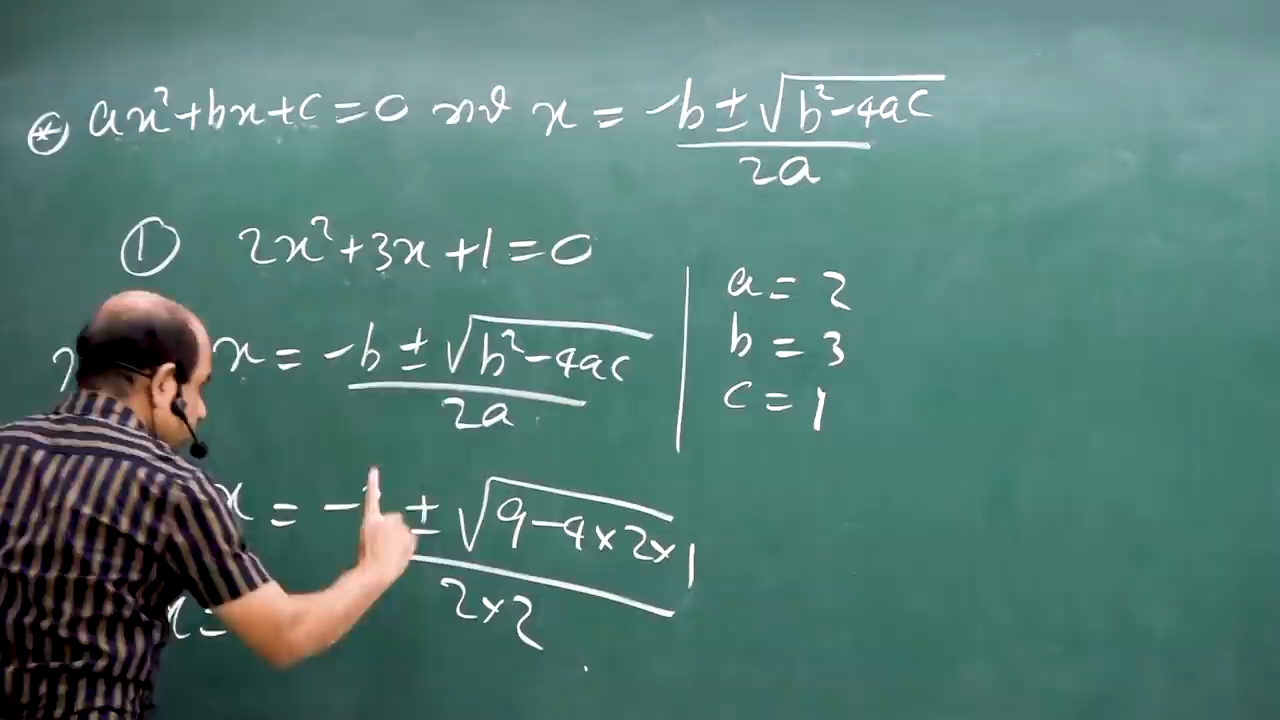 * ax²+bx+c=0 হলে x = -b ± √b²-4ac / 2a
① 2x²+3x+1=0
a = 2
b = 3
c = 1
x = -b ± √b²-4ac / 2a
x = - ± √9-4×2×1 / 2×2
x =